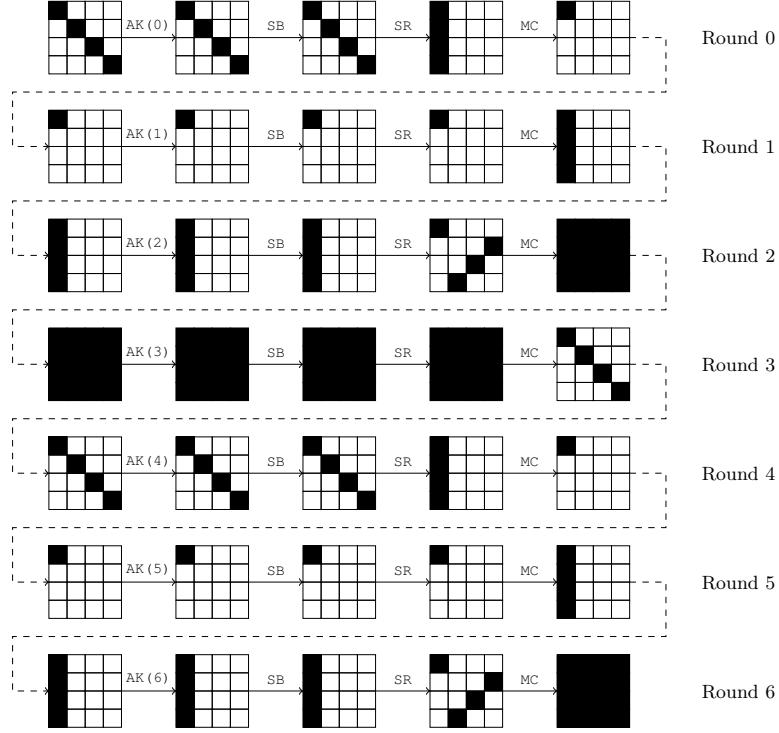 AK(0) SB SR MC Round 0
AK(1) SB SR MC Round 1
AK(2) SB SR MC Round 2
AK(3) SB SR MC Round 3
AK(4) SB SR MC Round 4
AK(5) SB SR MC Round 5
AK(6) SB SR MC Round 6